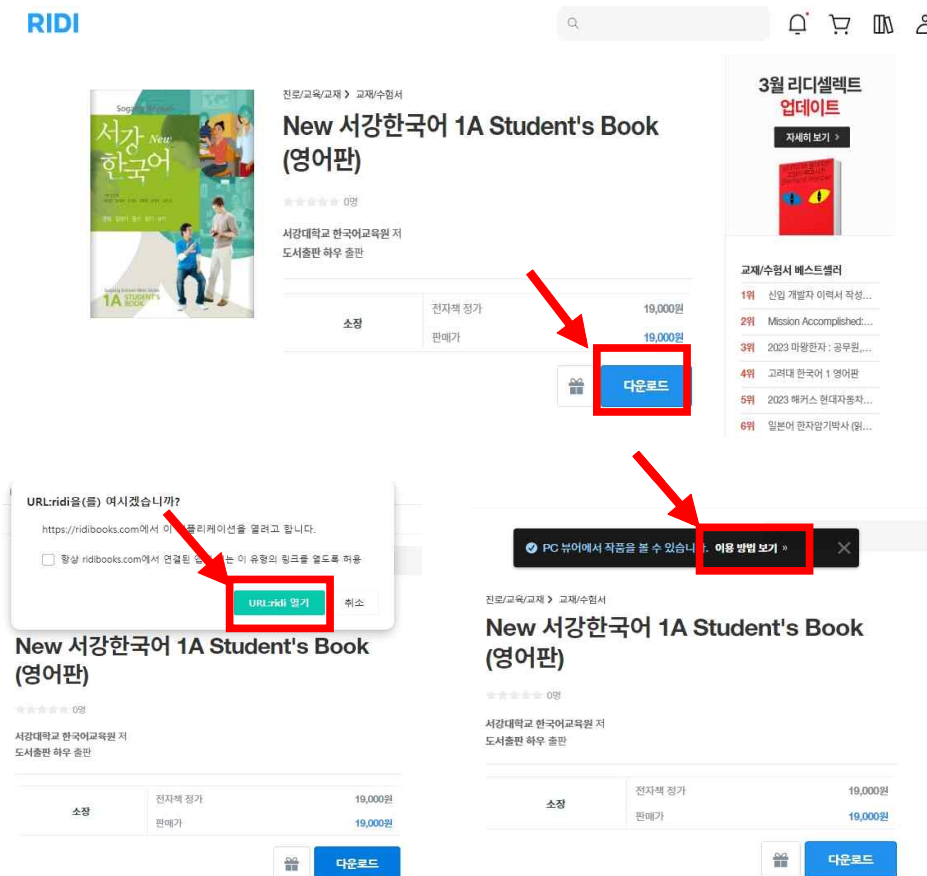 RIDI
진로/교육/교재 > 교재/수험서
New 서강한국어 1A Student's Book
(영어판)
0명
서강대학교 한국어교육원 저
도서출판 하우 출판
서강 New
한국어
1A STUDENT'S
BOOK
소장
전자책 정가
19,000원
판매가
19,000원
다운로드
3월 리디셀렉트
업데이트
자세히 보기 >
교재/수험서 베스트셀러
1위 신입 개발자 이력서 작성...
2위 Mission Accomplished:...
3위 2023 마왕한자 : 공무원,...
4위 고려대 한국어 1 영어판
5위 2023 해커스 현대자동차...
6위 일본어 한자암기박사 (읽...
URL:ridi을(를) 여시겠습니까?
https://ridibooks.com에서 이 플리케이션을 열려고 합니다.
항상 ridibooks.com에서 연결된 는 이 유형의 링크를 열도록 허용
URL:ridi 열기
취소
New 서강한국어 1A Student's Book
(영어판)
0명
서강대학교 한국어교육원 저
도서출판 하우 출판
소장
전자책 정가
19,000원
판매가
19,000원
다운로드
PC 뷰어에서 작품을 볼 수 있습니다. 이용 방법 보기 »
진로/교육/교재 > 교재/수험서
New 서강한국어 1A Student's Book
(영어판)
0명
서강대학교 한국어교육원 저
도서출판 하우 출판
소장
전자책 정가
19,000원
판매가
19,000원
다운로드